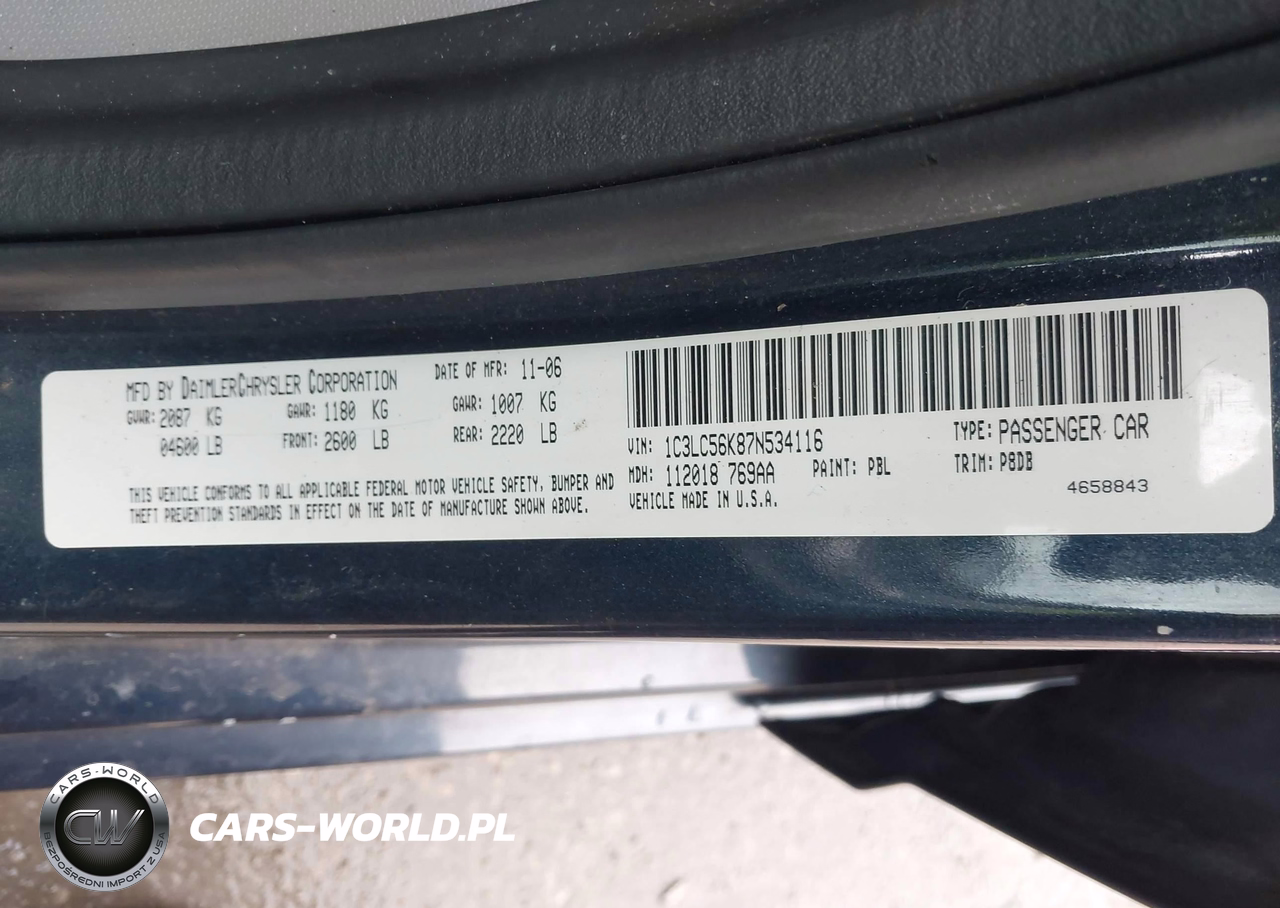 MFD BY DAIMLERCHRYSLER CORPORATION
DATE OF MFR: 11-06
GVWR: 2087 KG
04600 LB
GAWR: 1180 KG
FRONT: 2600 LB
GAWR: 1007 KG
REAR: 2220 LB
THIS VEHICLE CONFORMS TO ALL APPLICABLE FEDERAL MOTOR VEHICLE SAFETY, BUMPER AND
THEFT PREVENTION STANDARDS IN EFFECT ON THE DATE OF MANUFACTURE SHOWN ABOVE.
VIN: 1C3LC56K87N534116
TYPE: PASSENGER CAR
MDH: 112018 769AA
PAINT: PBL
TRIM: P8DB
VEHICLE MADE IN U.S.A.
4658843
CARS-WORLD
CW
BEZPOŚREDNI IMPORT Z USA
CARS-WORLD.PL